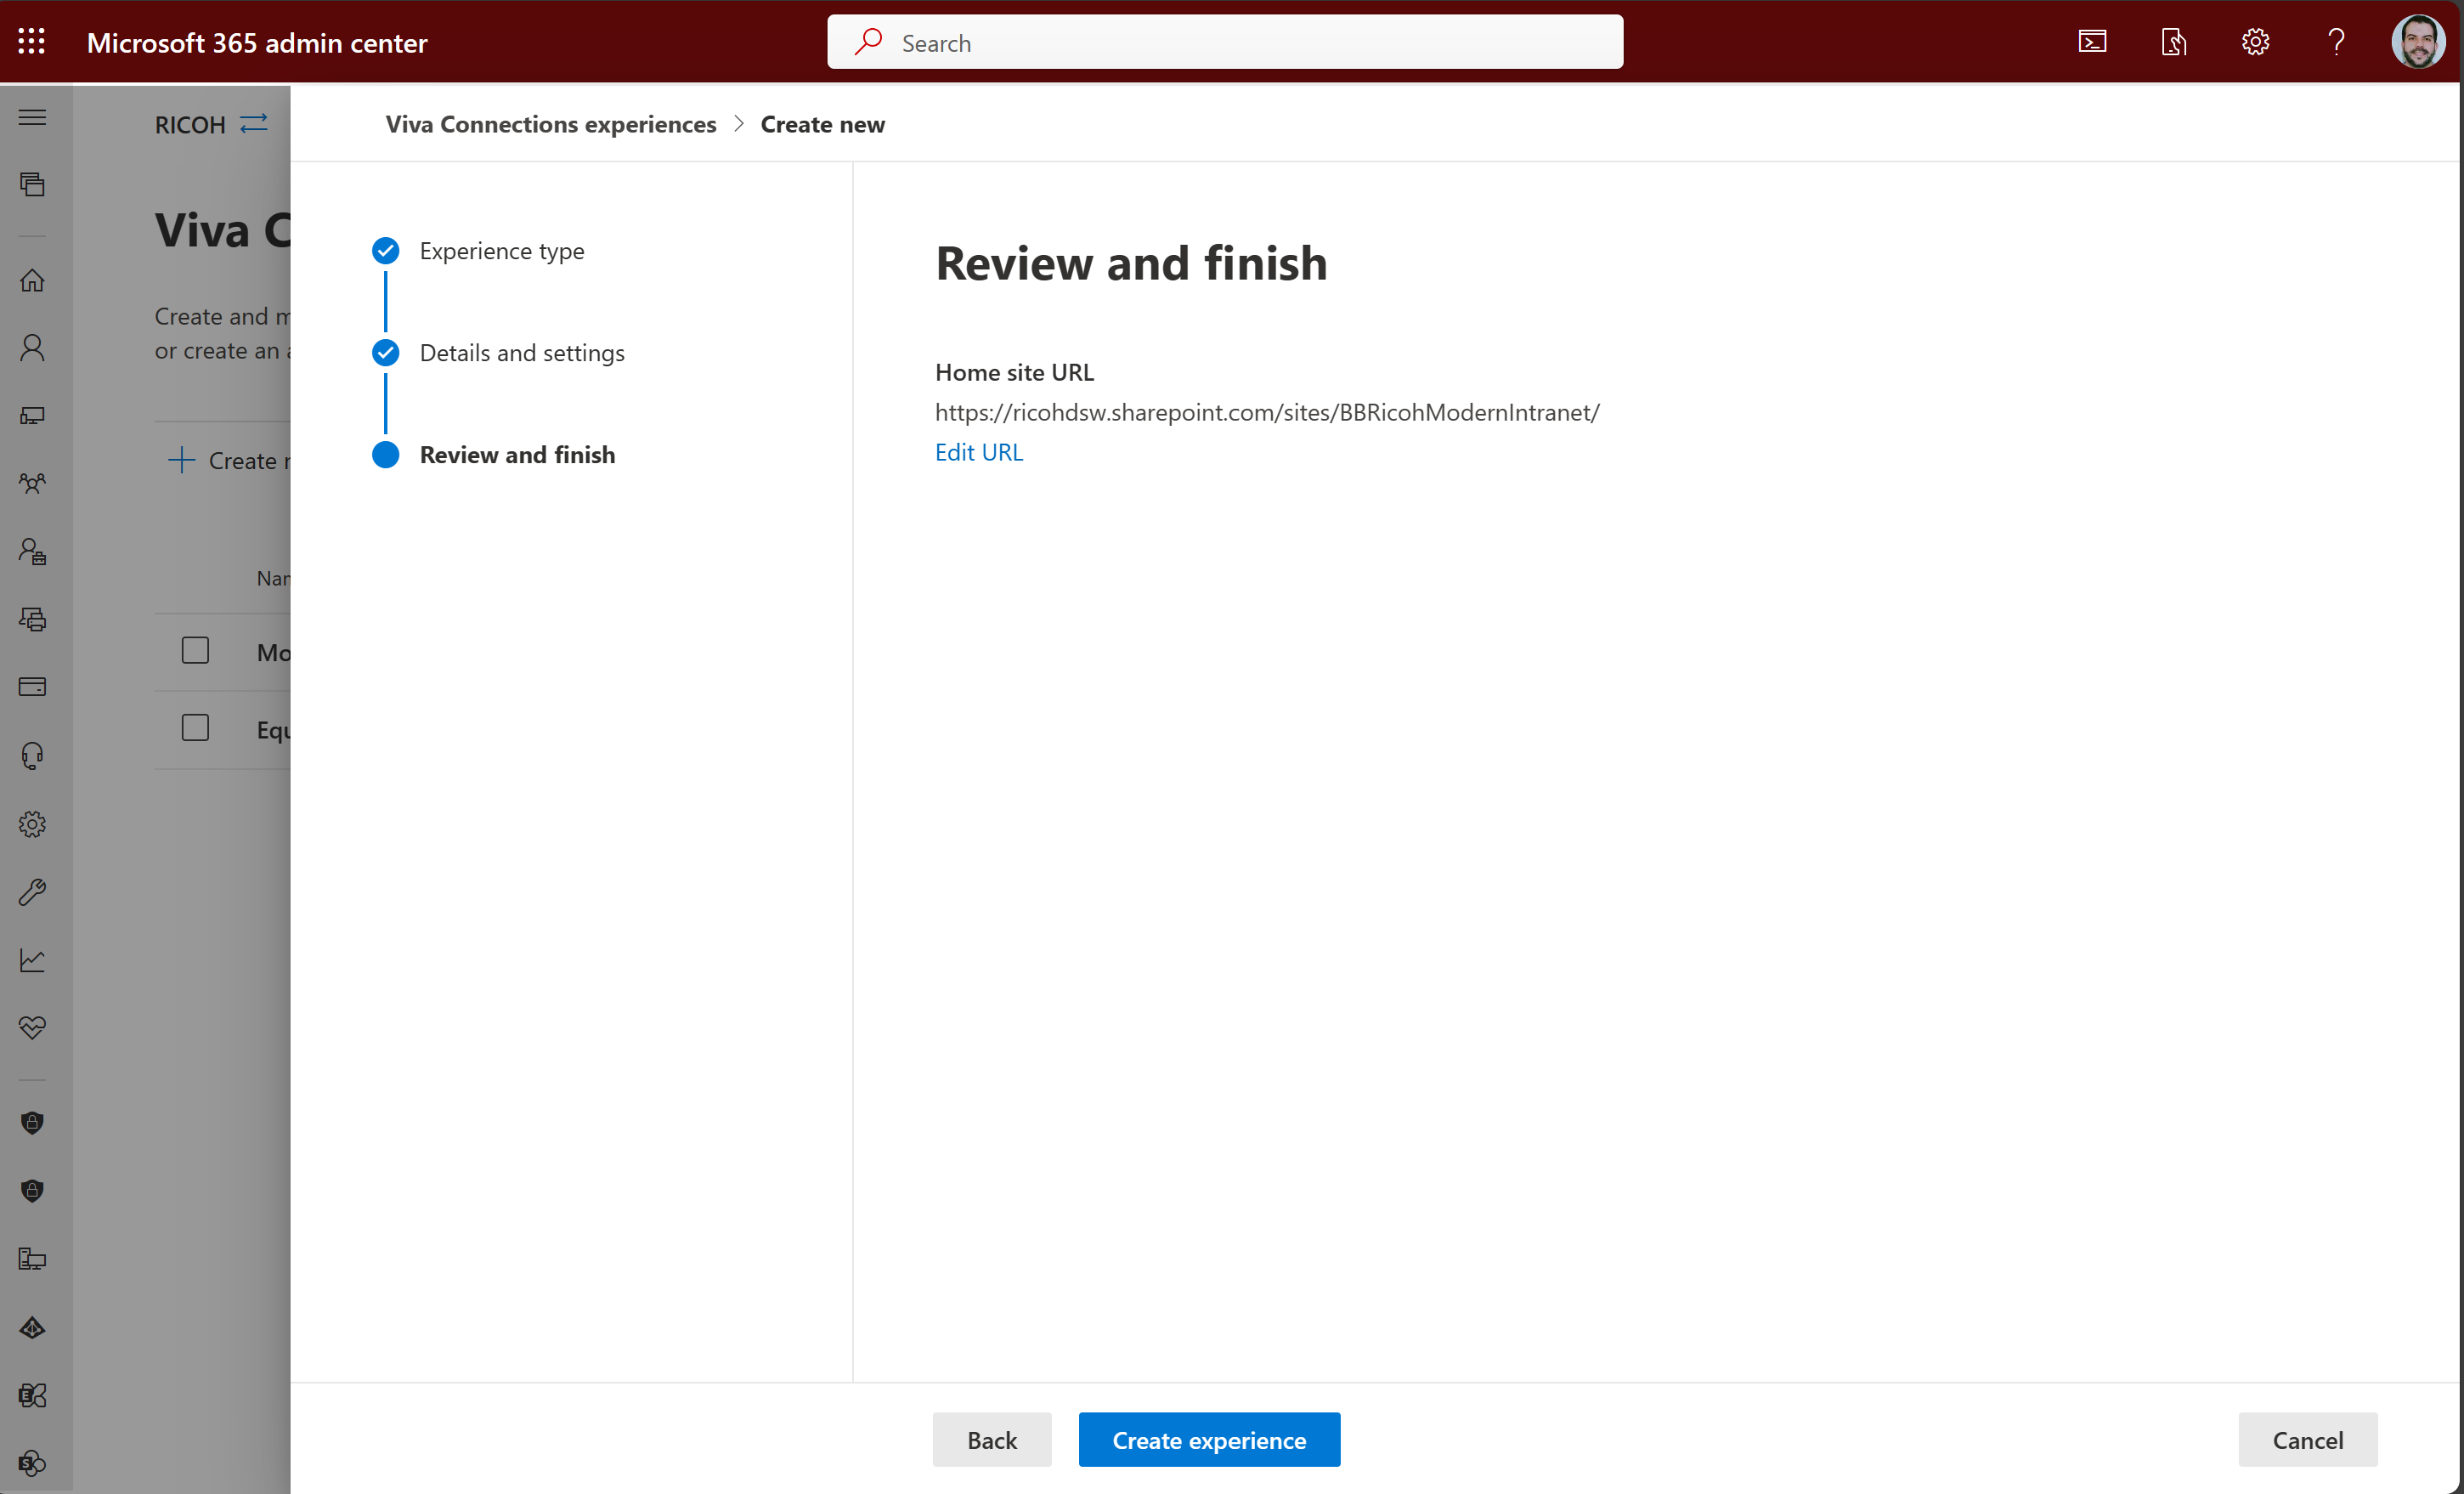 Microsoft 365 admin center
Search
RICOH
Viva Connections experiences > Create new
Viva C
Create and m
or create an
Create n
Nam
Mo
Equ
Experience type
Details and settings
Review and finish
Review and finish
Home site URL
https://ricohdsw.sharepoint.com/sites/BBRicohModernIntranet/
Edit URL
Back
Create experience
Cancel